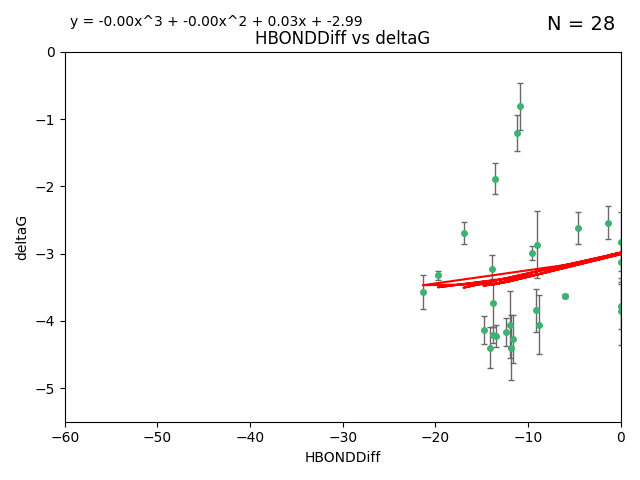 y = -0.00x^3 + -0.00x^2 + 0.03x + -2.99
N = 28
HBONDDiff vs deltaG
0
−1
−2
−3
−4
−5
deltaG
−60 −50 −40 −30 −20 −10 0
HBONDDiff